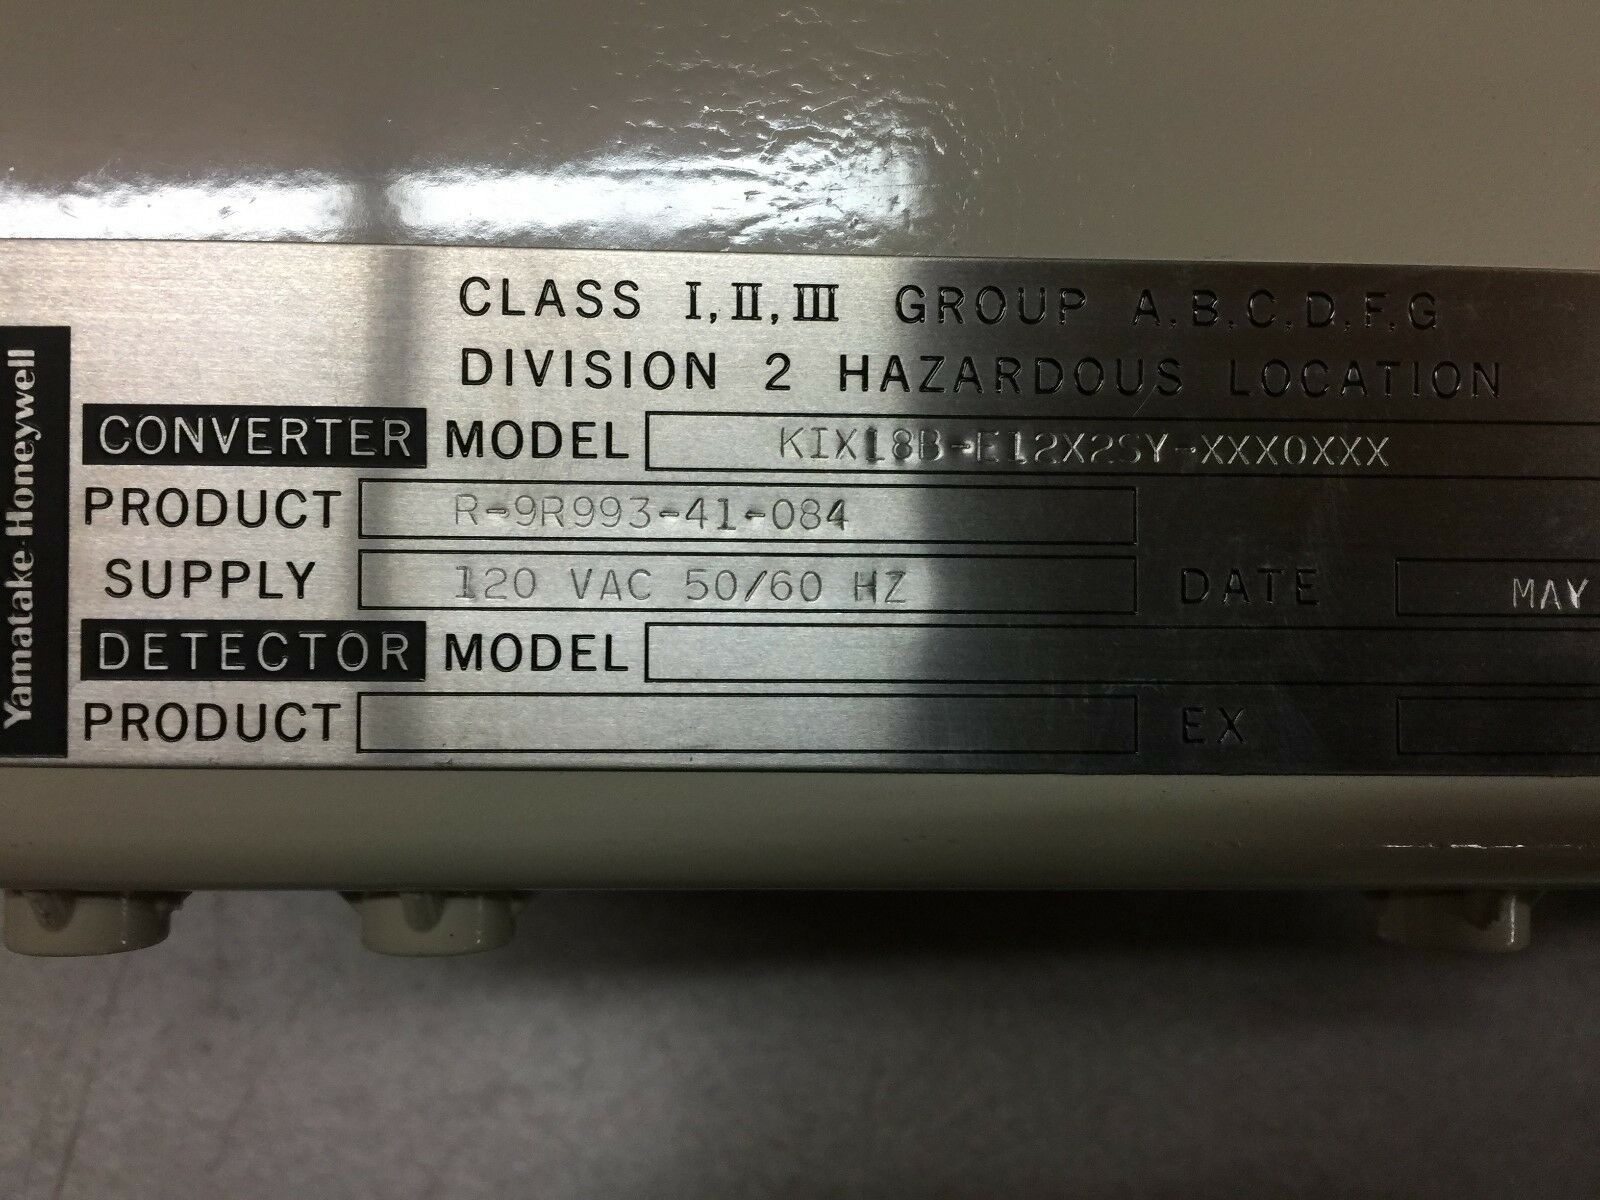 CLASS I, II, III GROUP A,B,C,D,F,G
DIVISION 2 HAZARDOUS LOCATION
Yamatake-Honeywell
CONVERTER MODEL KIX18B-E12X2SY-XXX0XXX
PRODUCT R-9R993-41-084
SUPPLY 120 VAC 50/60 HZ DATE MAY
DETECTOR MODEL
PRODUCT EX